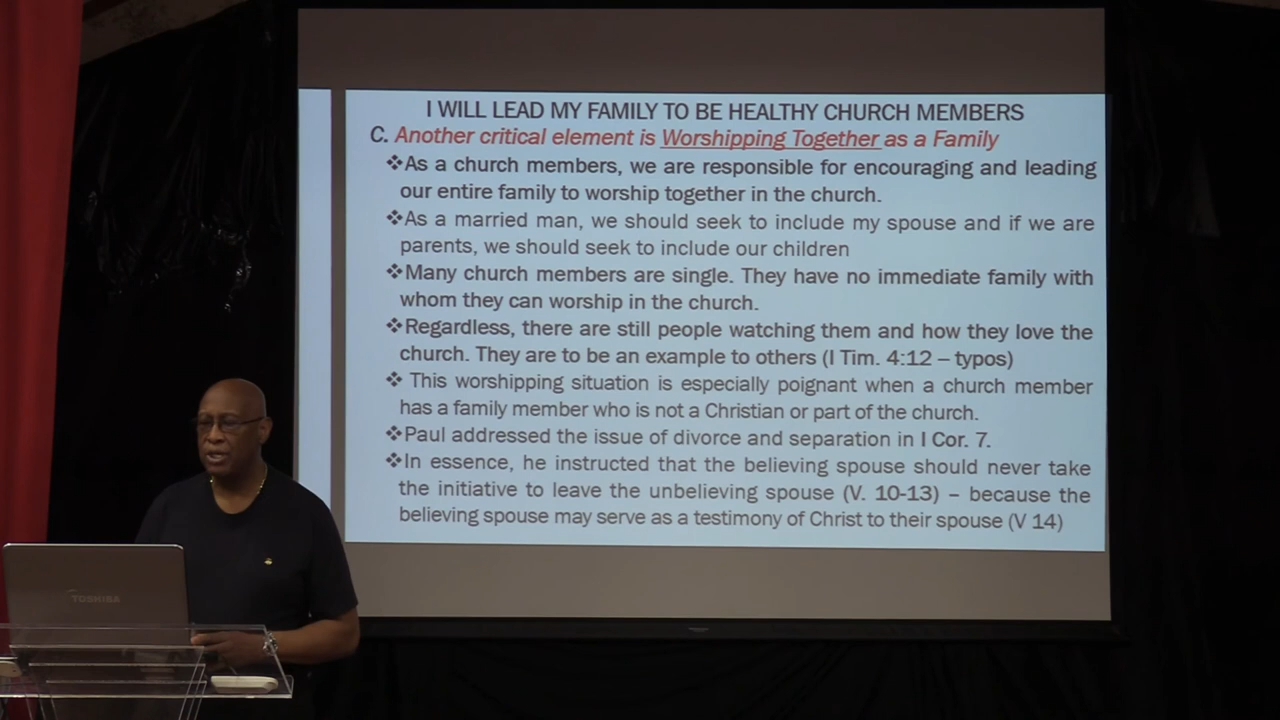 I WILL LEAD MY FAMILY TO BE HEALTHY CHURCH MEMBERS
C. Another critical element is Worshipping Together as a Family
❖As a church members, we are responsible for encouraging and leading
our entire family to worship together in the church.
❖As a married man, we should seek to include my spouse and if we are
parents, we should seek to include our children
❖Many church members are single. They have no immediate family with
whom they can worship in the church.
❖Regardless, there are still people watching them and how they love the
church. They are to be an example to others (I Tim. 4:12 – typos)
❖ This worshipping situation is especially poignant when a church member
has a family member who is not a Christian or part of the church.
❖Paul addressed the issue of divorce and separation in I Cor. 7.
❖In essence, he instructed that the believing spouse should never take
the initiative to leave the unbelieving spouse (V. 10-13) – because the
believing spouse may serve as a testimony of Christ to their spouse (V 14)
TOSHIBA